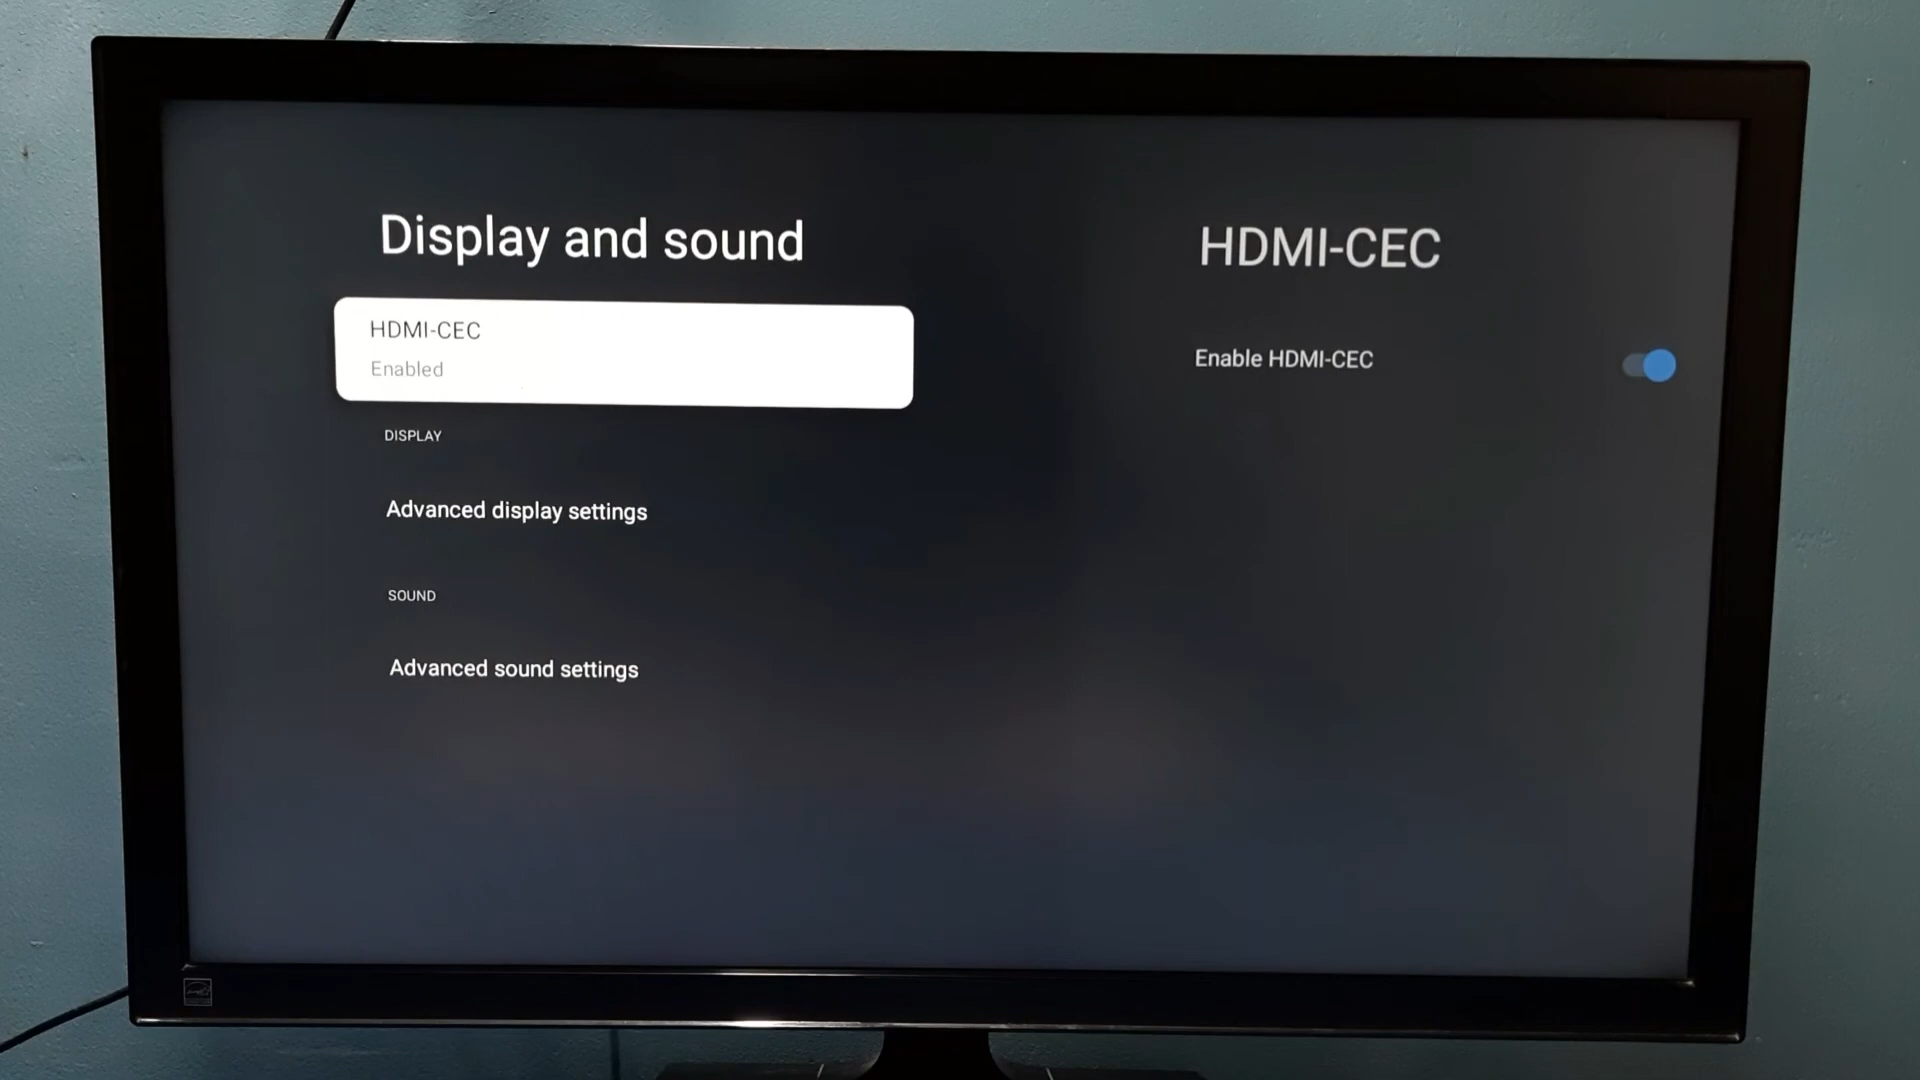 Display and sound
HDMI-CEC
Enabled
DISPLAY
Advanced display settings
SOUND
Advanced sound settings
HDMI-CEC
Enable HDMI-CEC